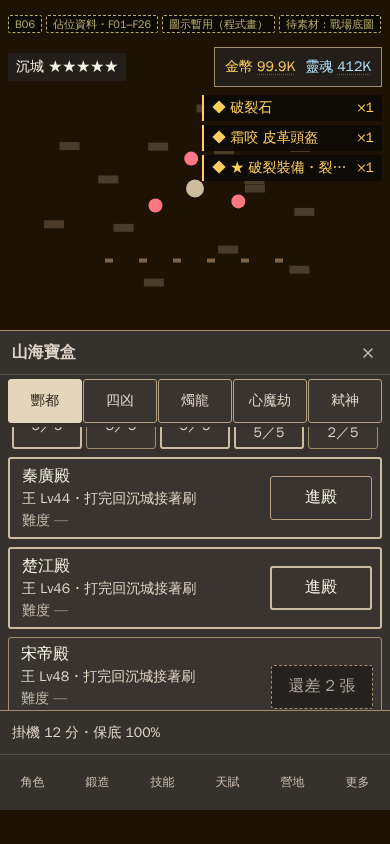 B06 佔位資料・F01–F26 圖示暫用（程式畫） 待素材：戰場底圖
沉城 ★★★★★ 金幣 99.9K 靈魂 412K
◆ 破裂石 ×1
◆ 霜咬 皮革頭盔 ×1
◆ ★ 破裂裝備・裂⋯ ×1
山海寶盒 ×
酆都 四凶 燭龍 心魔劫 弒神
5／5 2／5
秦廣殿
王 Lv44・打完回沉城接著刷
難度 —
進殿
楚江殿
王 Lv46・打完回沉城接著刷
難度 —
進殿
宋帝殿
王 Lv48・打完回沉城接著刷
難度 —
還差 2 張
掛機 12 分・保底 100%
角色 鍛造 技能 天賦 營地 更多